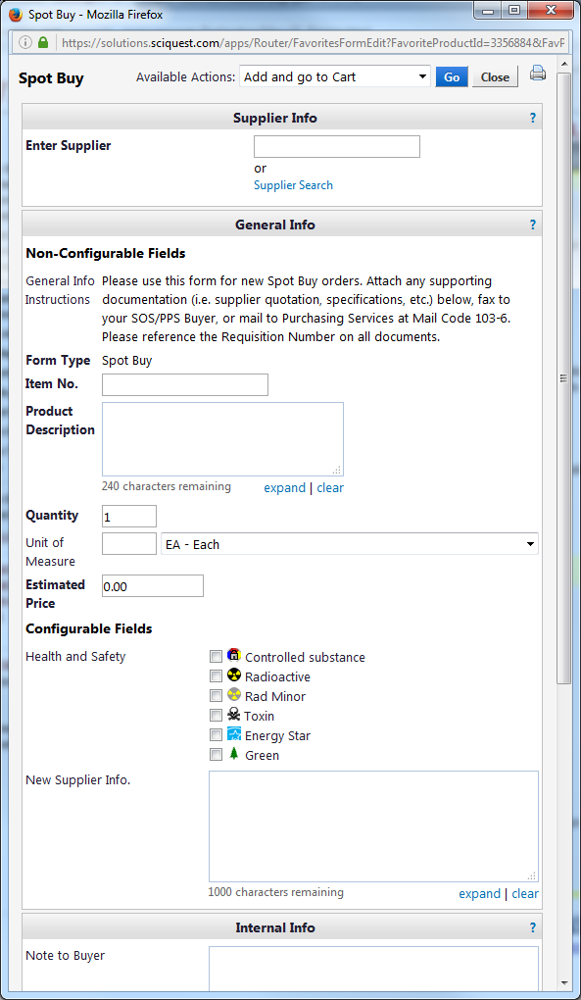 Spot Buy - Mozilla Firefox
https://solutions.sciquest.com/apps/Router/FavoritesFormEdit?FavoriteProductId=3356884&FavP
Spot Buy Available Actions: Add and go to Cart Go Close
Supplier Info ?
Enter Supplier
or
Supplier Search
General Info ?
Non-Configurable Fields
General Info Instructions
Please use this form for new Spot Buy orders. Attach any supporting
documentation (i.e. supplier quotation, specifications, etc.) below, fax to
your SOS/PPS Buyer, or mail to Purchasing Services at Mail Code 103-6.
Please reference the Requisition Number on all documents.
Form Type Spot Buy
Item No.
Product
Description
240 characters remaining expand | clear
Quantity 1
Unit of
Measure
EA - Each
Estimated
Price
0.00
Configurable Fields
Health and Safety
Controlled substance
Radioactive
Rad Minor
Toxin
Energy Star
Green
New Supplier Info.
1000 characters remaining expand | clear
Internal Info ?
Note to Buyer